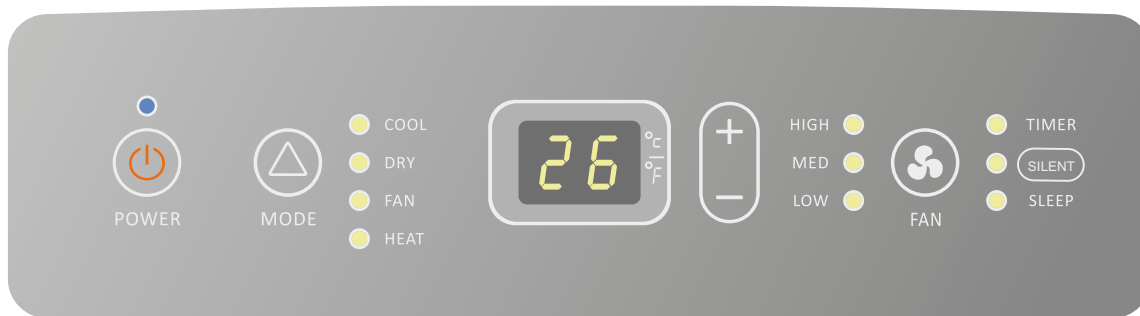 POWER
MODE
COOL
DRY
FAN
HEAT
26
°C
°F
+
−
HIGH
MED
LOW
FAN
TIMER
SILENT
SLEEP